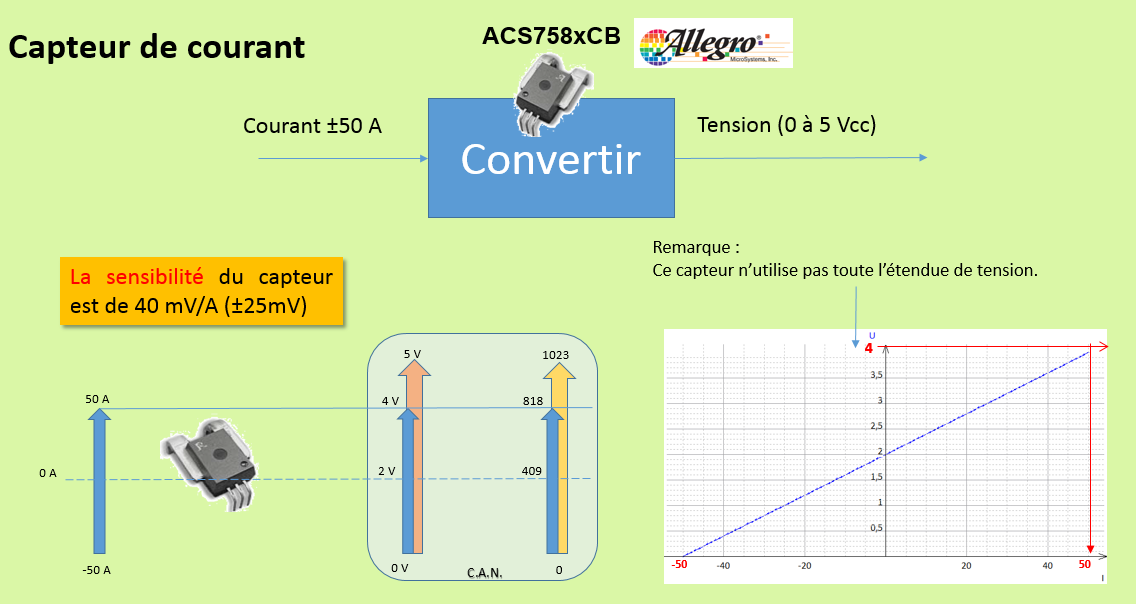 Capteur de courant
ACS758xCB
Allegro
MicroSystems, Inc.
Courant ±50 A
Convertir
Tension (0 à 5 Vcc)
La sensibilité du capteur
est de 40 mV/A (±25mV)
Remarque :
Ce capteur n’utilise pas toute l’étendue de tension.
5 V
1023
50 A
4 V
818
0 A
2 V
409
-50 A
0 V
C.A.N.
0
U
4
3,5
3
2,5
2
1,5
1
0,5
-50
-40
-20
20
40
50
I